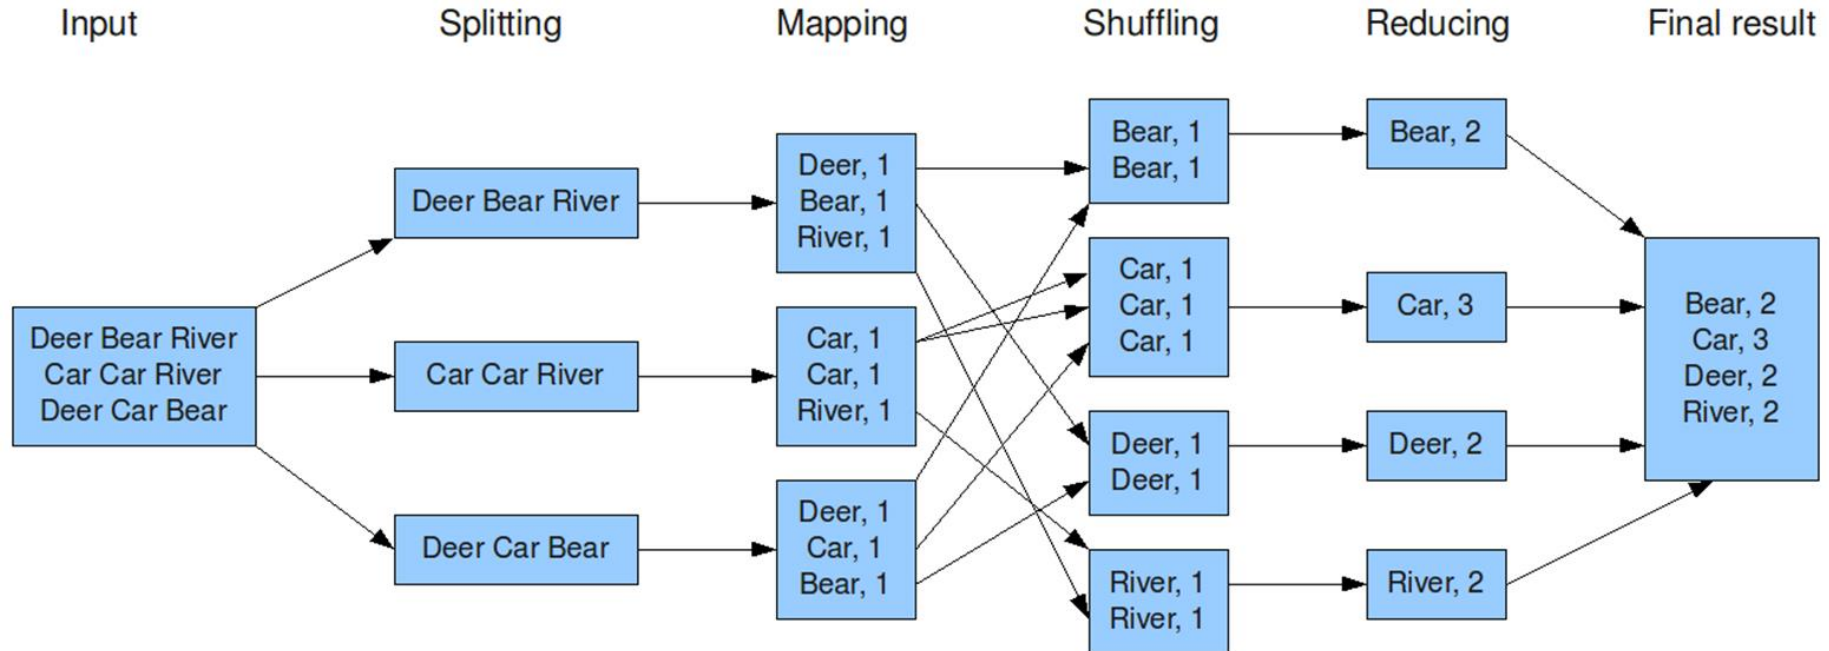 Input
Splitting
Mapping
Shuffling
Reducing
Final result
Deer Bear River
Car Car River
Deer Car Bear
Deer Bear River
Car Car River
Deer Car Bear
Deer, 1
Bear, 1
River, 1
Car, 1
Car, 1
River, 1
Deer, 1
Car, 1
Bear, 1
Bear, 1
Bear, 1
Car, 1
Car, 1
Car, 1
Deer, 1
Deer, 1
River, 1
River, 1
Bear, 2
Car, 3
Deer, 2
River, 2
Bear, 2
Car, 3
Deer, 2
River, 2